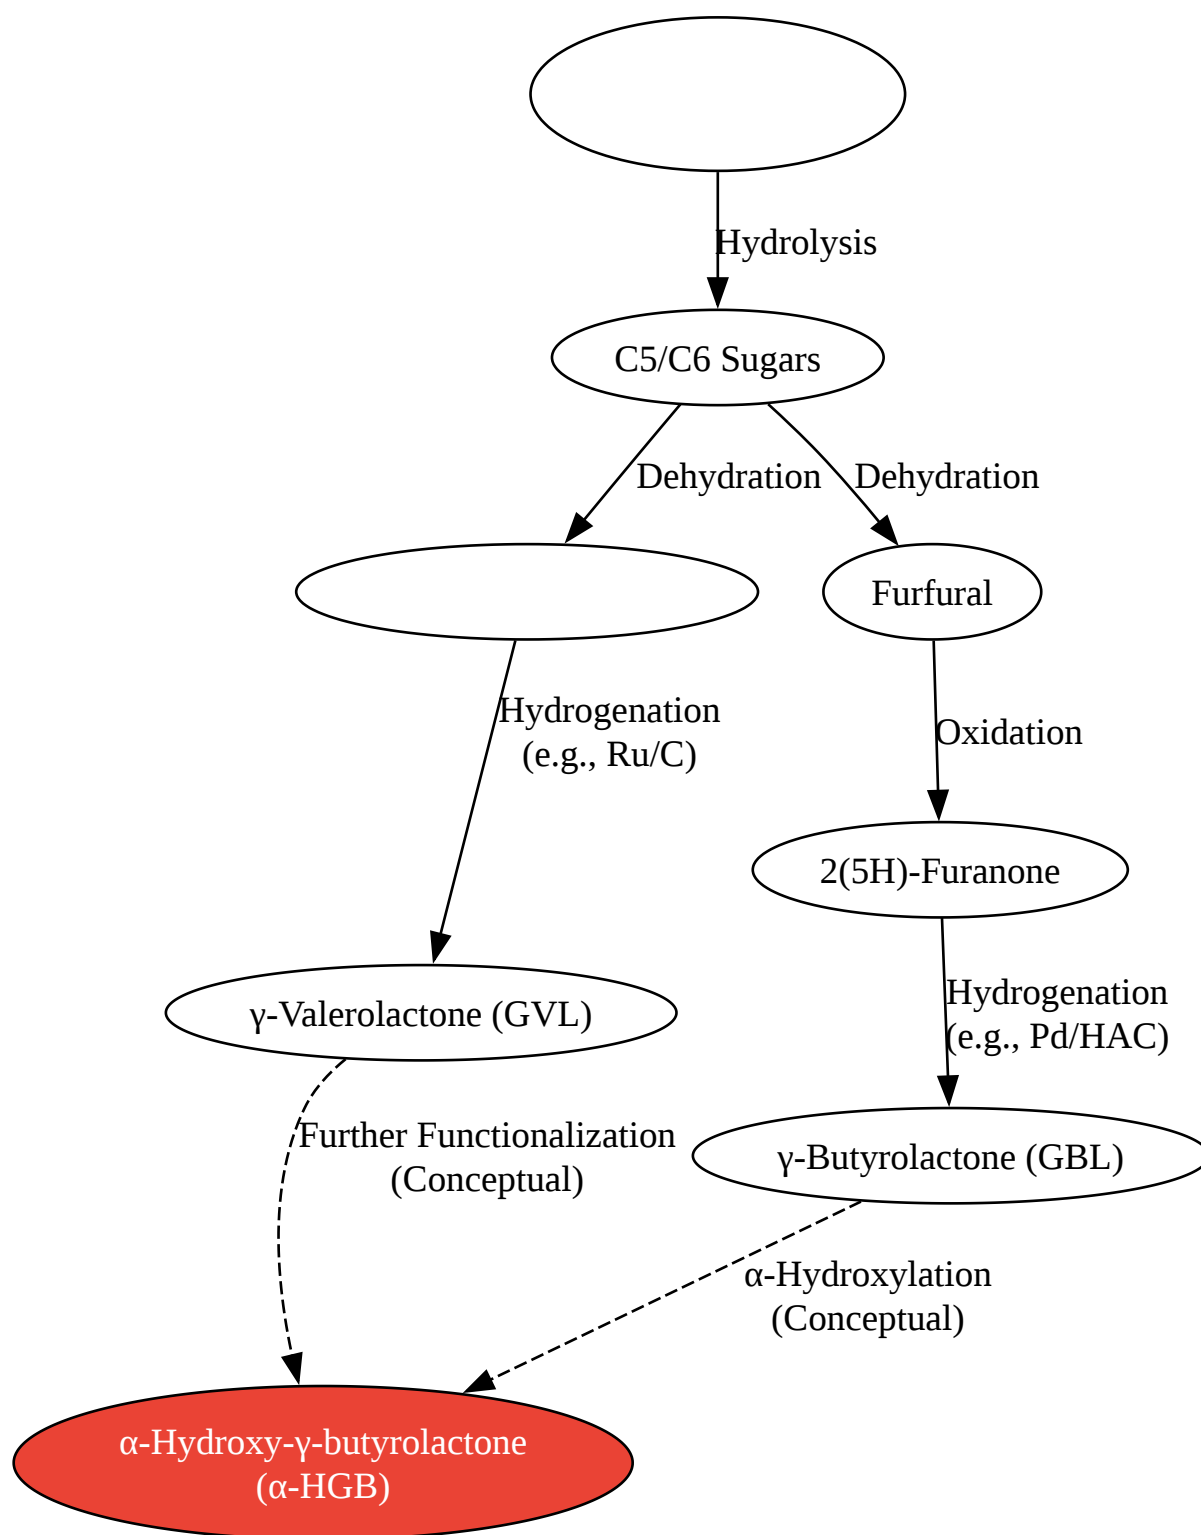 Hydrolysis
C5/C6 Sugars
Dehydration
Dehydration
Furfural
Hydrogenation
(e.g., Ru/C)
Oxidation
2(5H)-Furanone
γ-Valerolactone (GVL)
Hydrogenation
(e.g., Pd/HAC)
Further Functionalization
(Conceptual)
γ-Butyrolactone (GBL)
α-Hydroxylation
(Conceptual)
α-Hydroxy-γ-butyrolactone
(α-HGB)